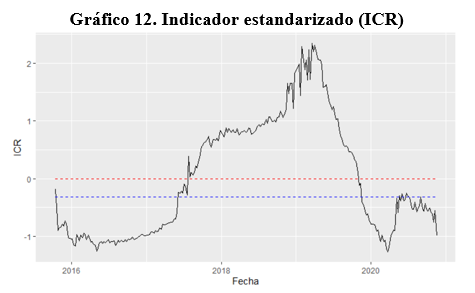 Gráfico 12. Indicador estandarizado (ICR)
ICR
2
1
0
-1
2016
2018
2020
Fecha